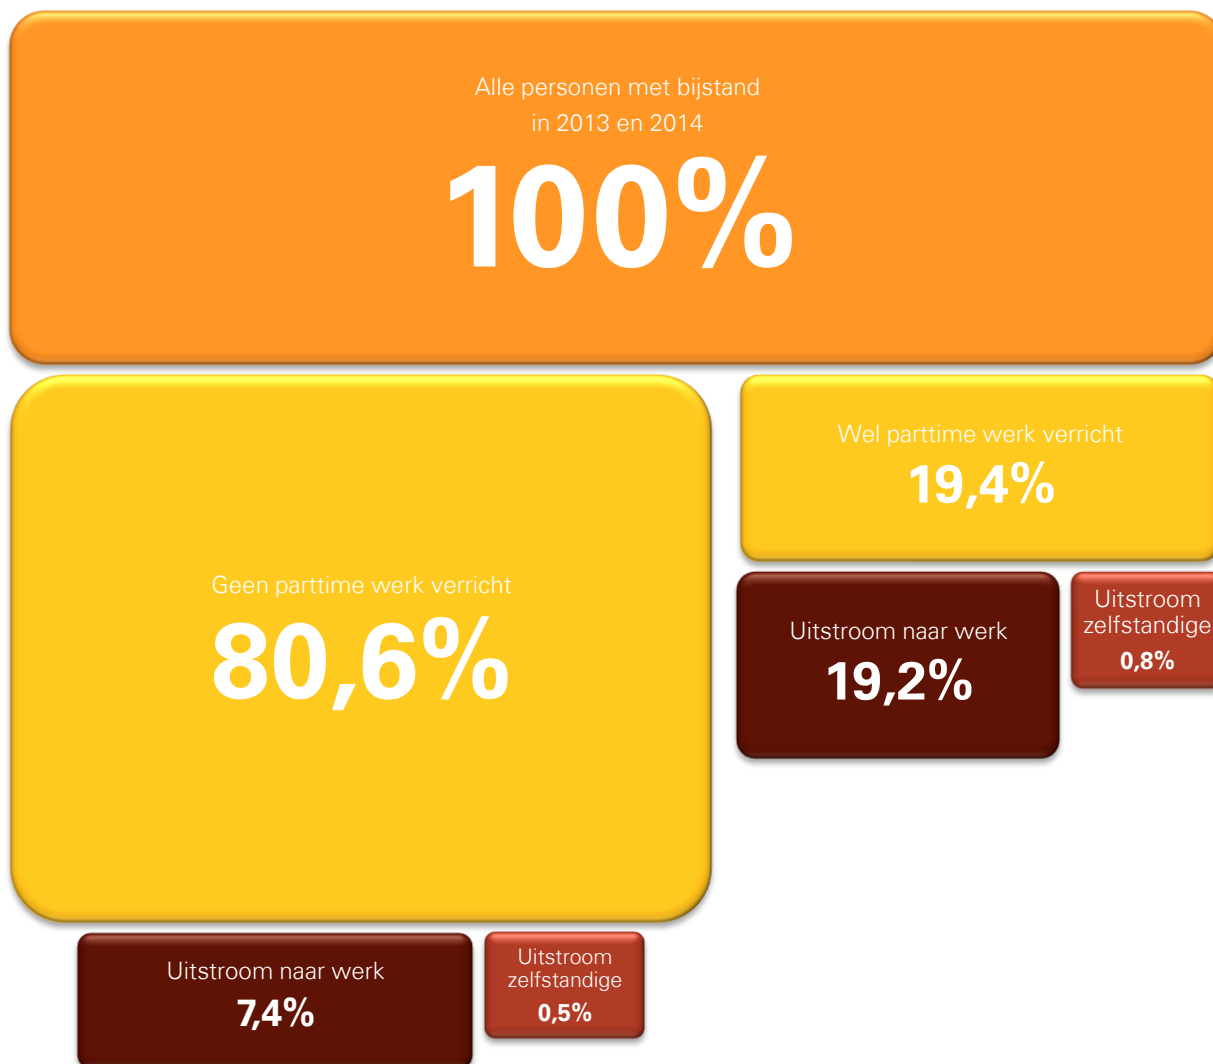 Alle personen met bijstand
in 2013 en 2014
100%
Geen parttime werk verricht
80,6%
Wel parttime werk verricht
19,4%
Uitstroom naar werk
19,2%
Uitstroom
zelfstandige
0,8%
Uitstroom naar werk
7,4%
Uitstroom
zelfstandige
0,5%